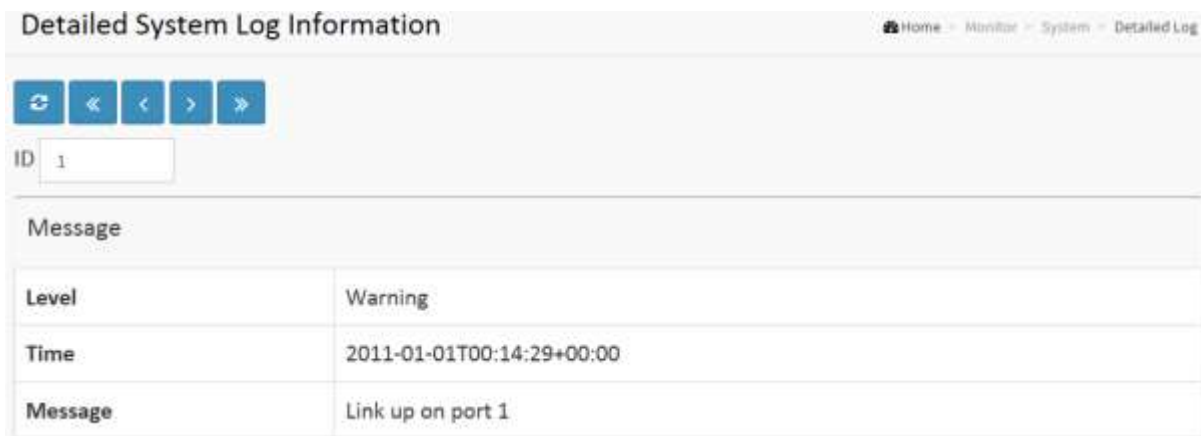 Detailed System Log Information
Home - Monitor - System - Detailed Log
ID 1
Message
Level Warning
Time 2011-01-01T00:14:29+00:00
Message Link up on port 1